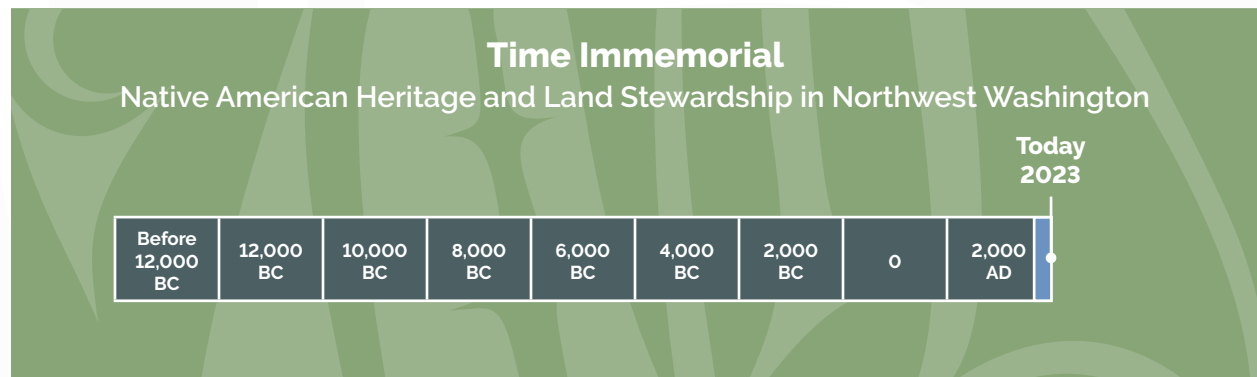 Time Immemorial
Native American Heritage and Land Stewardship in Northwest Washington
Today
2023
Before
12,000
BC
12,000
BC
10,000
BC
8,000
BC
6,000
BC
4,000
BC
2,000
BC
0
2,000
AD